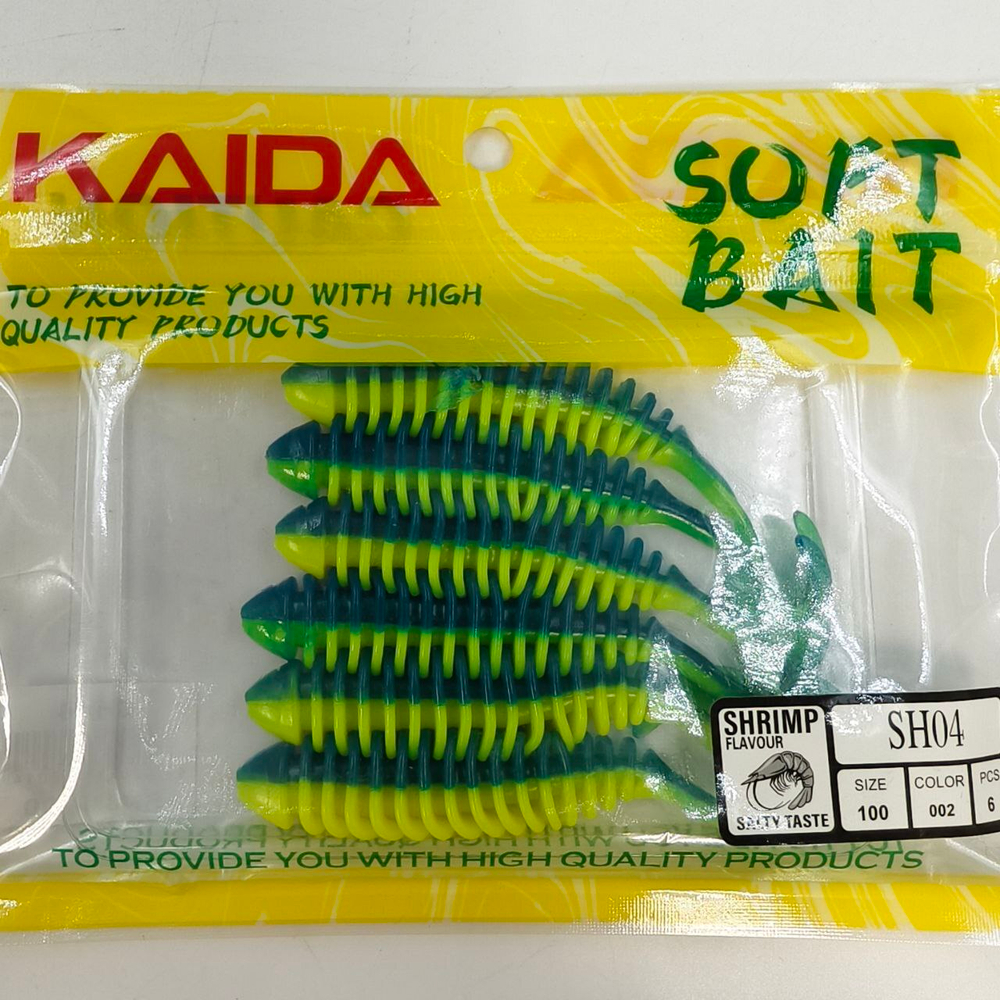 KAIDA
SOFT
BAIT
TO PROVIDE YOU WITH HIGH
QUALITY PRODUCTS
SHRIMP
FLAVOUR
SALTY TASTE
SH04
SIZE
100
COLOR
002
PCS
6
TO PROVIDE YOU WITH HIGH QUALITY PRODUCTS